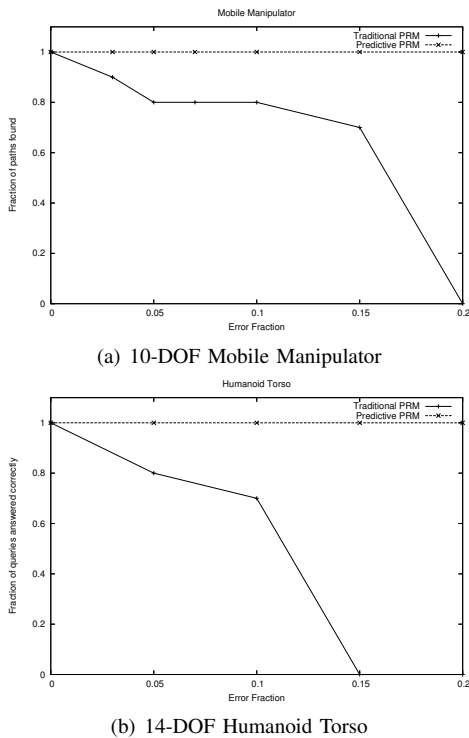 Mobile Manipulator
Traditional PRM
Predictive PRM
1
0.8
0.6
0.4
0.2
0
Fraction of paths found
0 0.05 0.1 0.15 0.2
Error Fraction
(a) 10-DOF Mobile Manipulator
Humanoid Torso
Traditional PRM
Predictive PRM
1
0.8
0.6
0.4
0.2
0
Fraction of queries answered correctly
0 0.05 0.1 0.15 0.2
Error Fraction
(b) 14-DOF Humanoid Torso